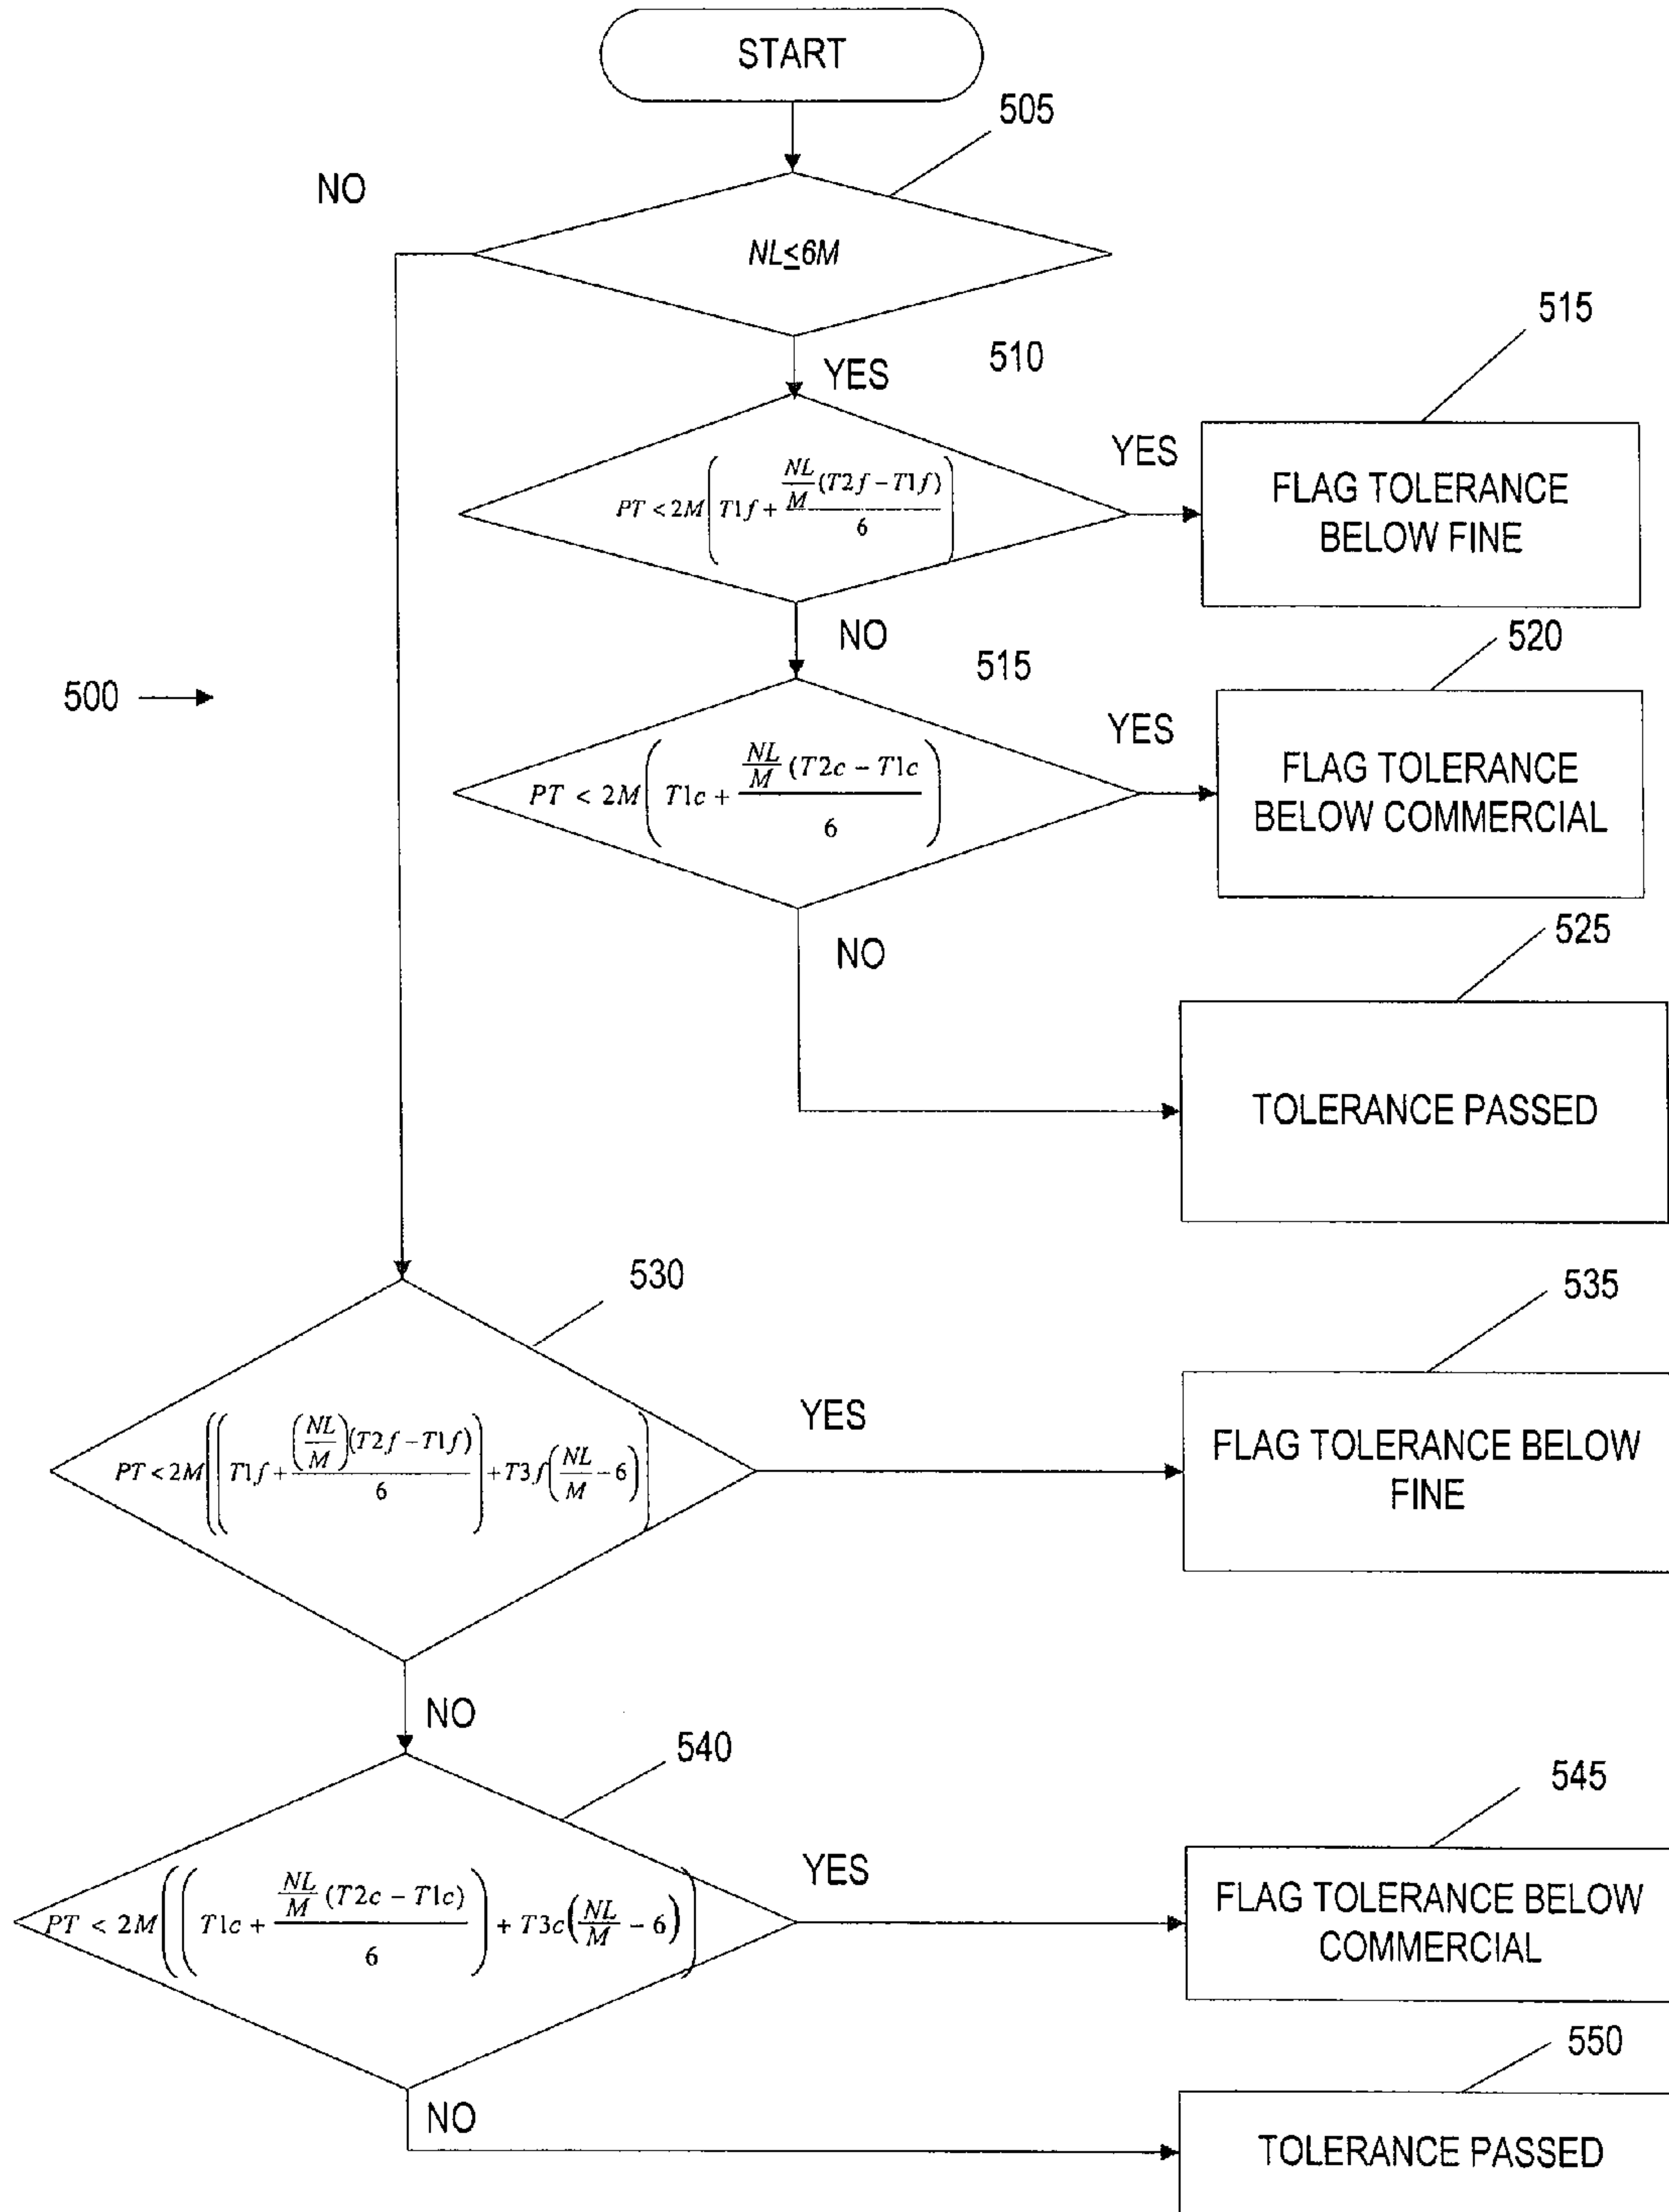 START
505
NO
NL≤6M
515
510
YES
YES
PT < 2M ( T1f + NL/M (T2f − T1f) / 6 )
FLAG TOLERANCE
BELOW FINE
NO
520
515
500
YES
PT < 2M ( T1c + NL/M (T2c − T1c / 6 )
FLAG TOLERANCE
BELOW COMMERCIAL
NO
525
TOLERANCE PASSED
530
535
YES
PT < 2M ( ( T1f + (NL/M) (T2f − T1f) / 6 ) + T3f ( NL/M − 6 ) )
FLAG TOLERANCE BELOW
FINE
NO
540
545
YES
PT < 2M ( ( T1c + NL/M (T2c − T1c) / 6 ) + T3c ( NL/M − 6 ) )
FLAG TOLERANCE BELOW
COMMERCIAL
550
NO
TOLERANCE PASSED